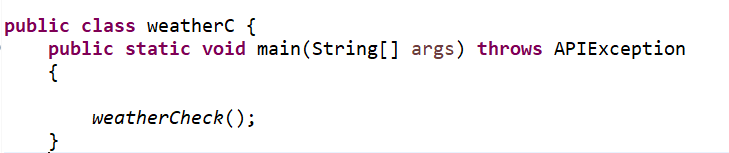 public class weatherC {
    public static void main(String[] args) throws APIException
    {
        weatherCheck();
    }